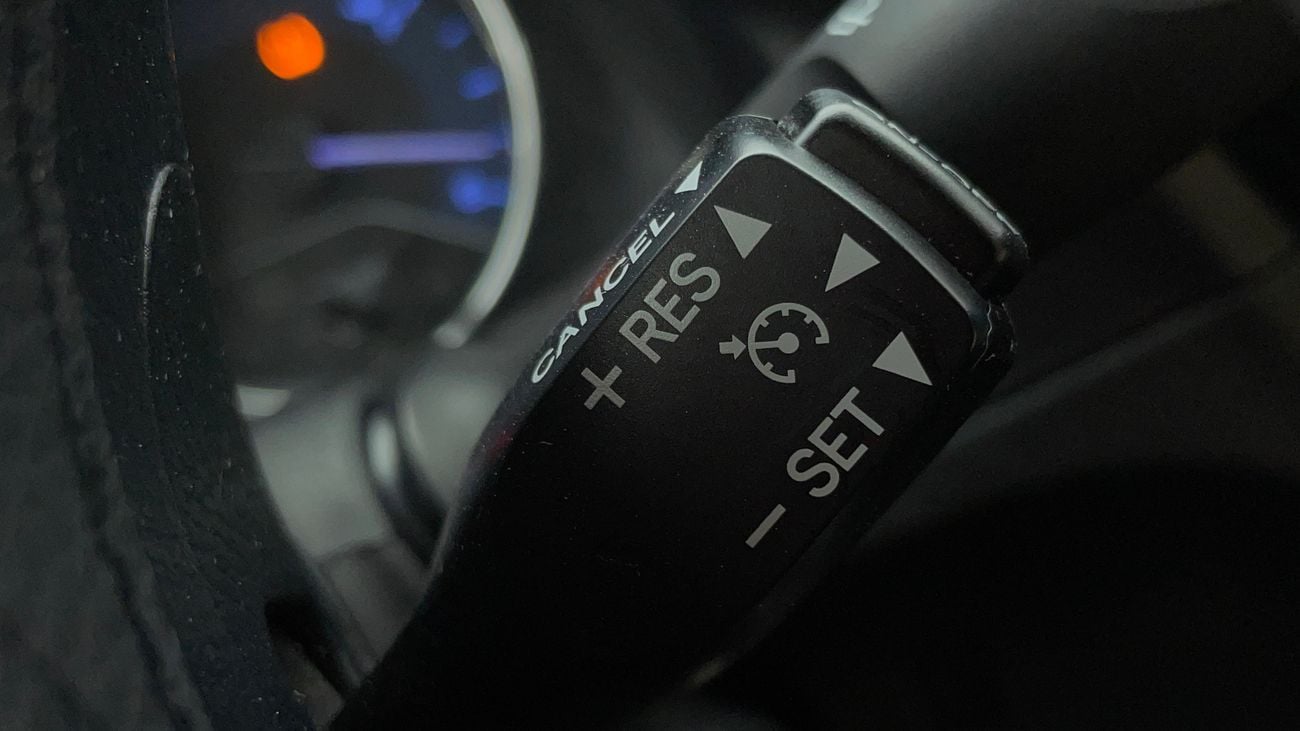 CANCEL
+ RES
− SET